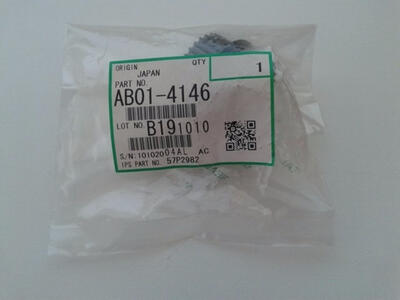 ORIGIN
JAPAN
QTY
1
PART NO.
AB01-4146
LOT NO B191010
S/N:10102004AL AC
IPS PART NO. 57P2982